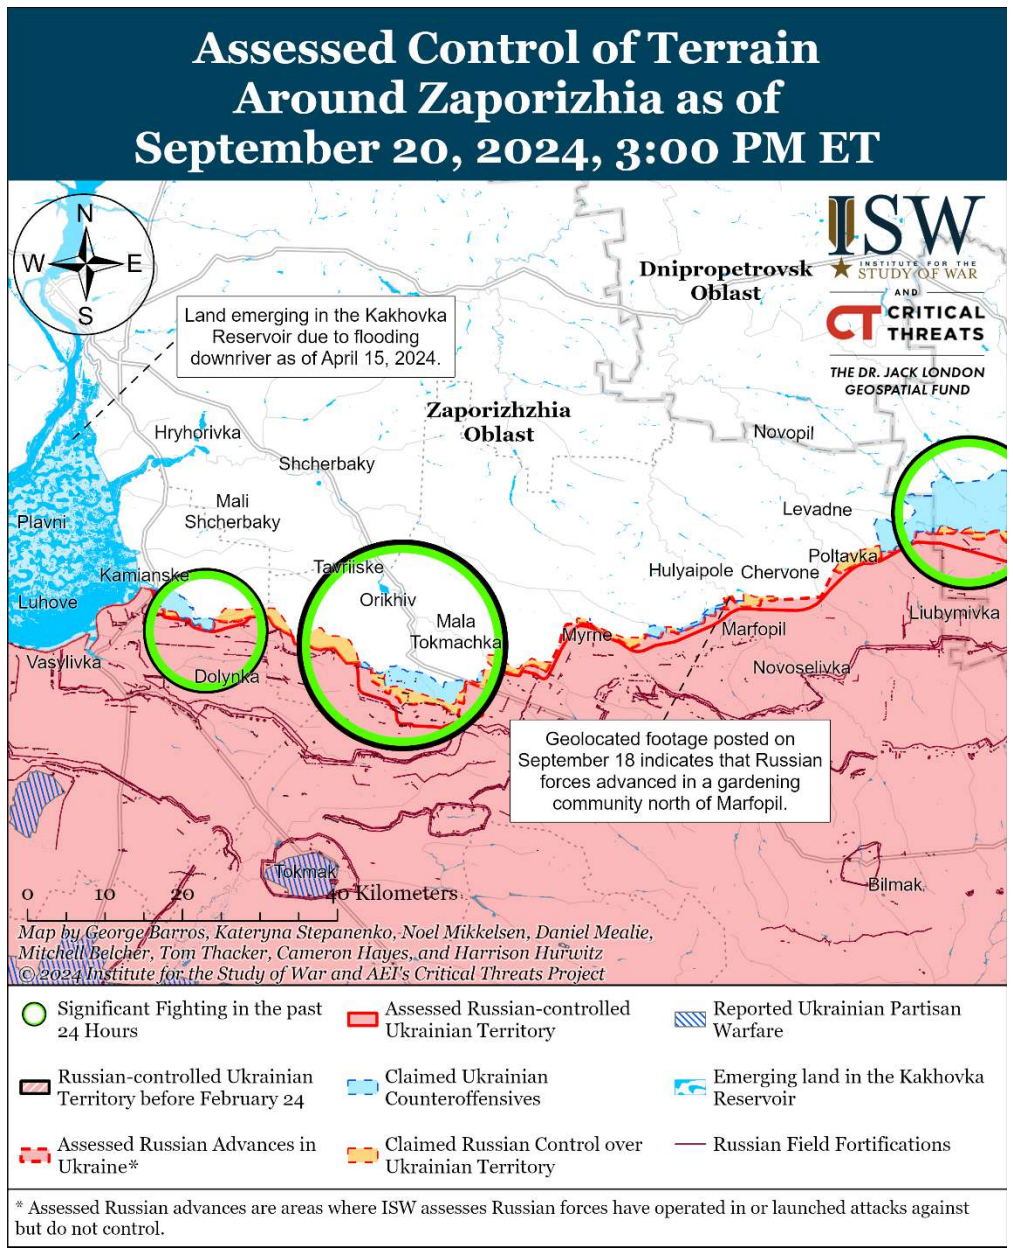 Assessed Control of Terrain
Around Zaporizhia as of
September 20, 2024, 3:00 PM ET
N
W
E
S
ISW
INSTITUTE FOR THE
STUDY OF WAR
AND
CT CRITICAL
THREATS
THE DR. JACK LONDON
GEOSPATIAL FUND
Dnipropetrovsk
Oblast
Land emerging in the Kakhovka
Reservoir due to flooding
downriver as of April 15, 2024.
Zaporizhzhia
Oblast
Hryhorivka
Novopil
Shcherbaky
Mali
Shcherbaky
Levadne
Plavni
Poltavka
Tavriiske
Kamianske
Hulyaipole
Chervone
Orikhiv
Luhove
Liubymivka
Mala
Tokmachka
Myrne
Marfopil
Vasylivka
Dolynka
Novoselivka
Geolocated footage posted on
September 18 indicates that Russian
forces advanced in a gardening
community north of Marfopil.
Tokmak
Bilmak
0 10 20 40 Kilometers
Map by George Barros, Kateryna Stepanenko, Noel Mikkelsen, Daniel Mealie,
Mitchell Belcher, Tom Thacker, Cameron Hayes, and Harrison Hurwitz
© 2024 Institute for the Study of War and AEI's Critical Threats Project
Significant Fighting in the past
24 Hours
Russian-controlled Ukrainian
Territory before February 24
Assessed Russian Advances in
Ukraine*
Assessed Russian-controlled
Ukrainian Territory
Claimed Ukrainian
Counteroffensives
Claimed Russian Control over
Ukrainian Territory
Reported Ukrainian Partisan
Warfare
Emerging land in the Kakhovka
Reservoir
Russian Field Fortifications
* Assessed Russian advances are areas where ISW assesses Russian forces have operated in or launched attacks against
but do not control.